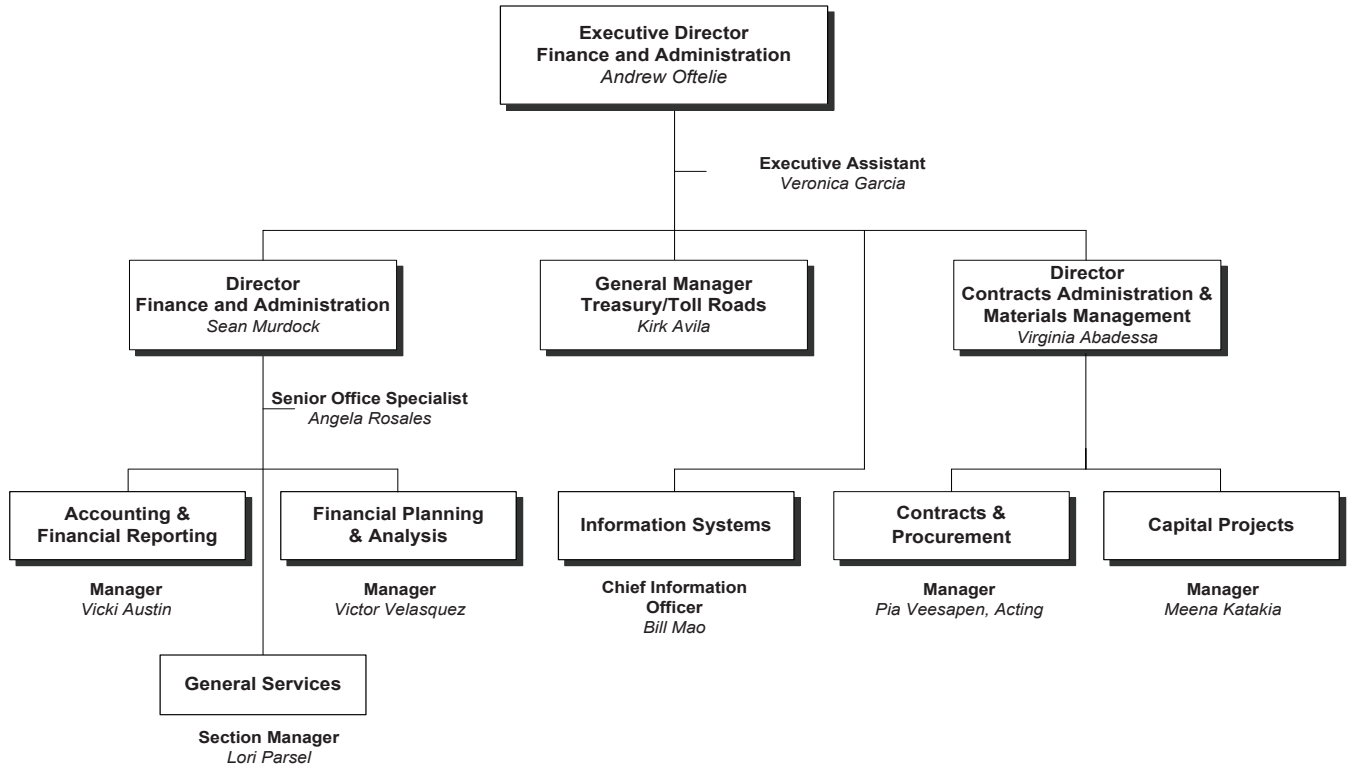 Executive Director
Finance and Administration
Andrew Oftelie
Executive Assistant
Veronica Garcia
Director
Finance and Administration
Sean Murdock
General Manager
Treasury/Toll Roads
Kirk Avila
Director
Contracts Administration &
Materials Management
Virginia Abadessa
Senior Office Specialist
Angela Rosales
Accounting &
Financial Reporting
Manager
Vicki Austin
Financial Planning
& Analysis
Manager
Victor Velasquez
Information Systems
Chief Information
Officer
Bill Mao
Contracts &
Procurement
Manager
Pia Veesapen, Acting
Capital Projects
Manager
Meena Katakia
General Services
Section Manager
Lori Parsel